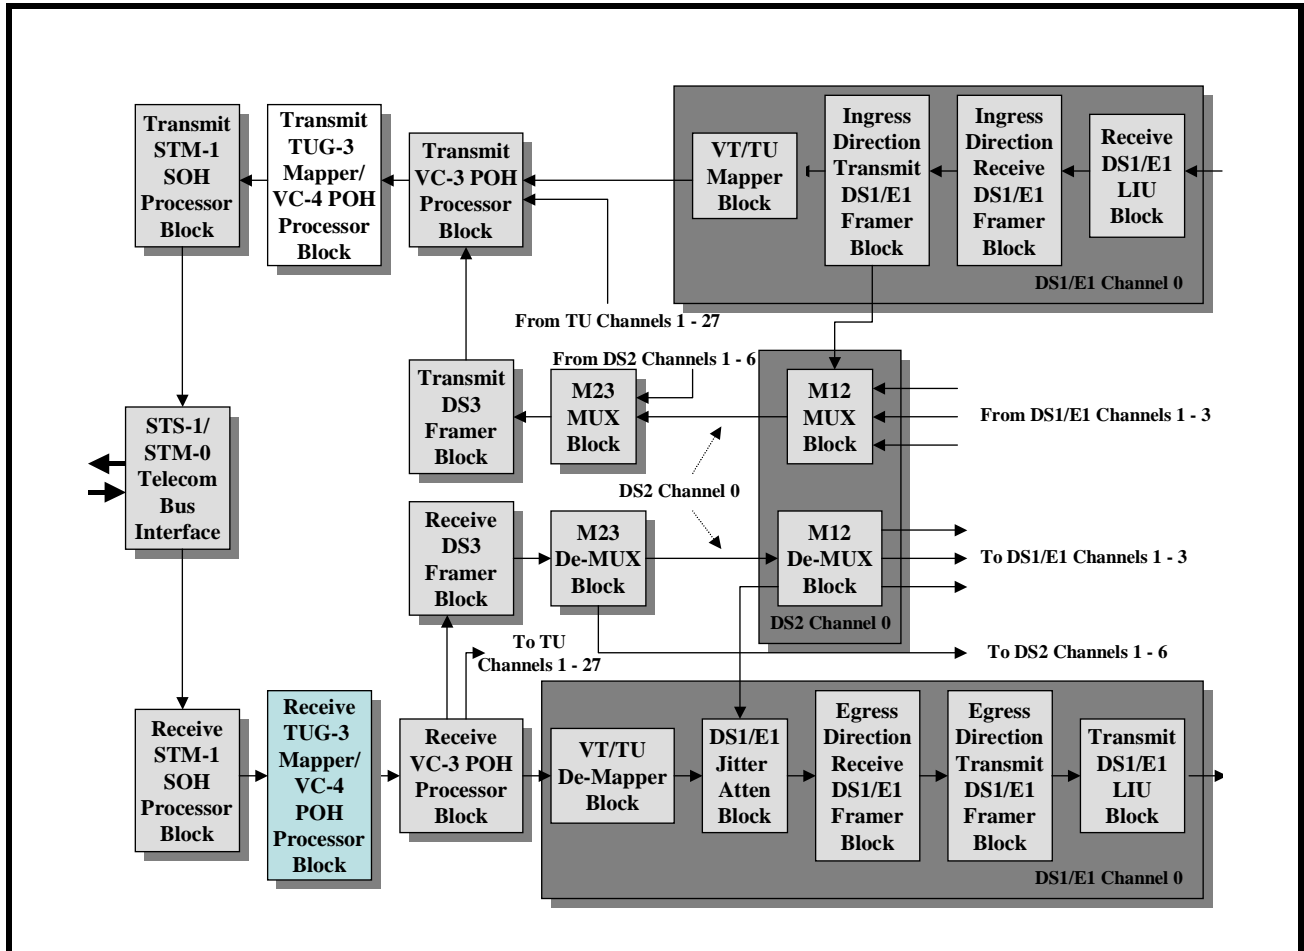 Transmit
STM-1
SOH
Processor
Block
Transmit
TUG-3
Mapper/
VC-4 POH
Processor
Block
Transmit
VC-3 POH
Processor
Block
VT/TU
Mapper
Block
Ingress
Direction
Transmit
DS1/E1
Framer
Block
Ingress
Direction
Receive
DS1/E1
Framer
Block
Receive
DS1/E1
LIU
Block
DS1/E1 Channel 0
From TU Channels 1 - 27
From DS2 Channels 1 - 6
Transmit
DS3
Framer
Block
M23
MUX
Block
M12
MUX
Block
From DS1/E1 Channels 1 - 3
STS-1/
STM-0
Telecom
Bus
Interface
DS2 Channel 0
Receive
DS3
Framer
Block
M23
De-MUX
Block
M12
De-MUX
Block
To DS1/E1 Channels 1 - 3
DS2 Channel 0
To TU
Channels 1 - 27
To DS2 Channels 1 - 6
Receive
STM-1
SOH
Processor
Block
Receive
TUG-3
Mapper/
VC-4
POH
Processor
Block
Receive
VC-3 POH
Processor
Block
VT/TU
De-Mapper
Block
DS1/E1
Jitter
Atten
Block
Egress
Direction
Receive
DS1/E1
Framer
Block
Egress
Direction
Transmit
DS1/E1
Framer
Block
Transmit
DS1/E1
LIU
Block
DS1/E1 Channel 0